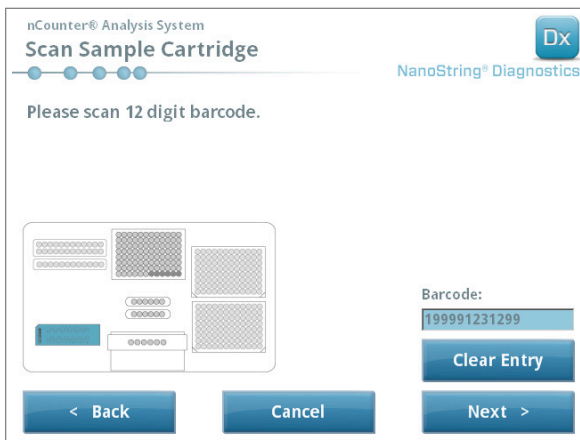 nCounter® Analysis System
Scan Sample Cartridge
Dx
NanoString® Diagnostics
Please scan 12 digit barcode.
Barcode:
199991231299
Clear Entry
< Back
Cancel
Next >